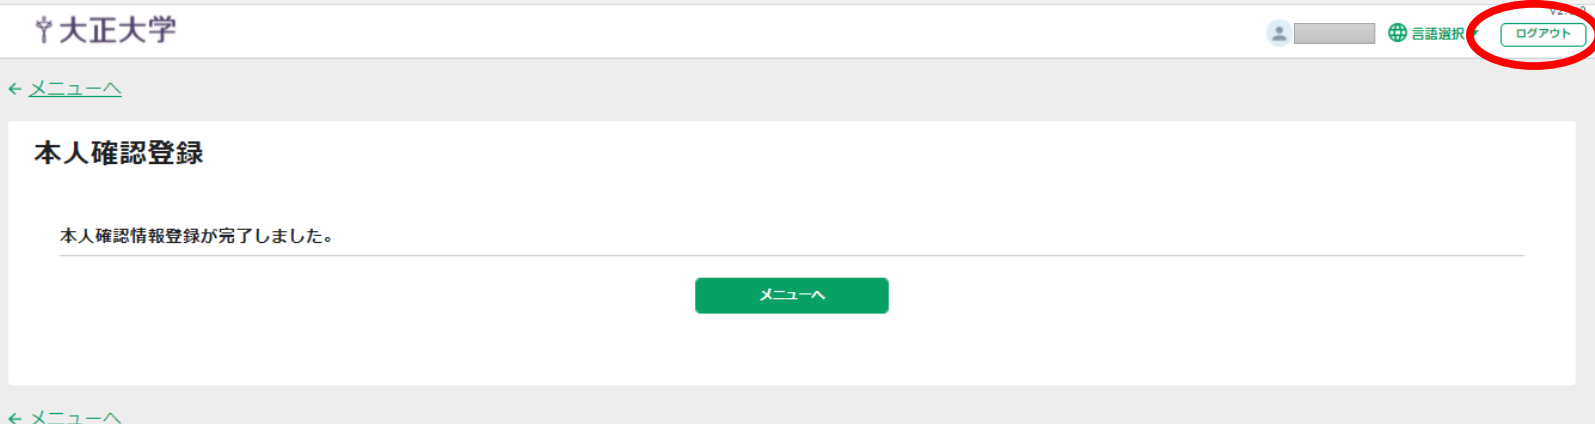 大正大学
言語選択
ログアウト
← メニューへ
本人確認登録
本人確認情報登録が完了しました。
メニューへ
← メニューへ